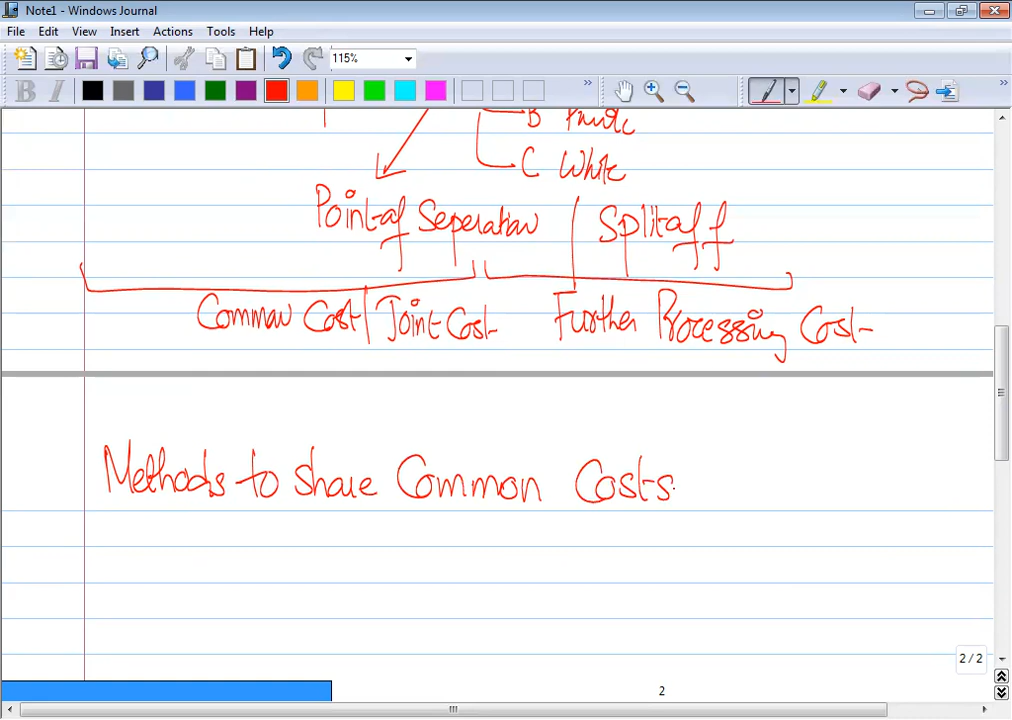 Note1 - Windows Journal
File Edit View Insert Actions Tools Help
115%
B I
B
C White
Point of Seperation / Split off
Common Cost / Joint Cost Further Processing Cost
Methods to share Common Costs
2 / 2
2